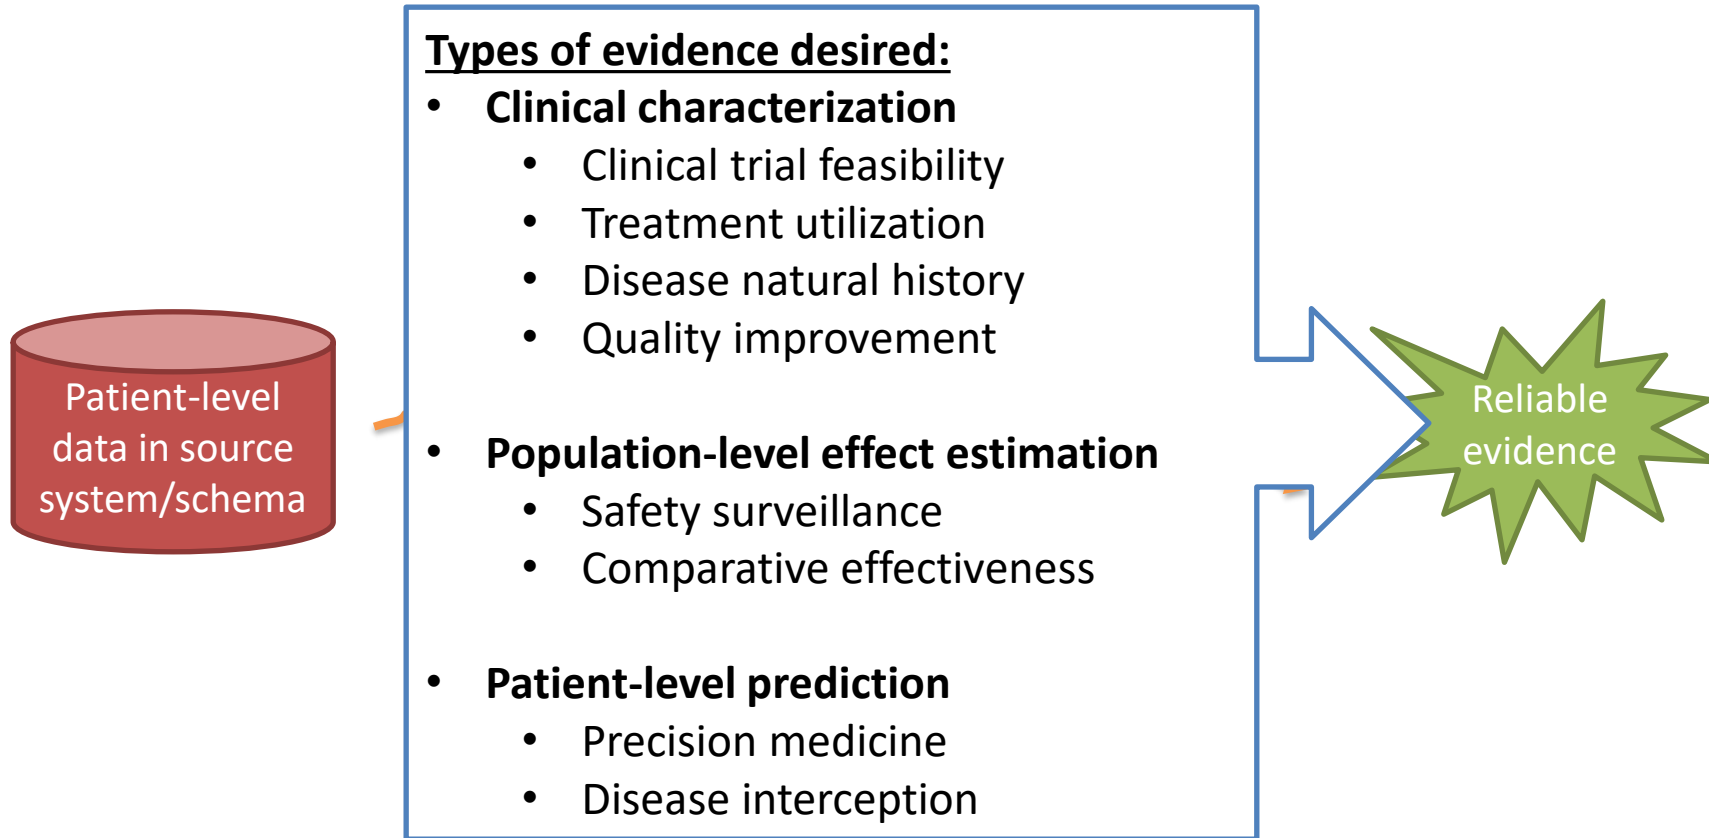 Types of evidence desired:
• Clinical characterization
• Clinical trial feasibility
• Treatment utilization
• Disease natural history
• Quality improvement
• Population-level effect estimation
• Safety surveillance
• Comparative effectiveness
• Patient-level prediction
• Precision medicine
• Disease interception
Patient-level
data in source
system/schema
Reliable
evidence